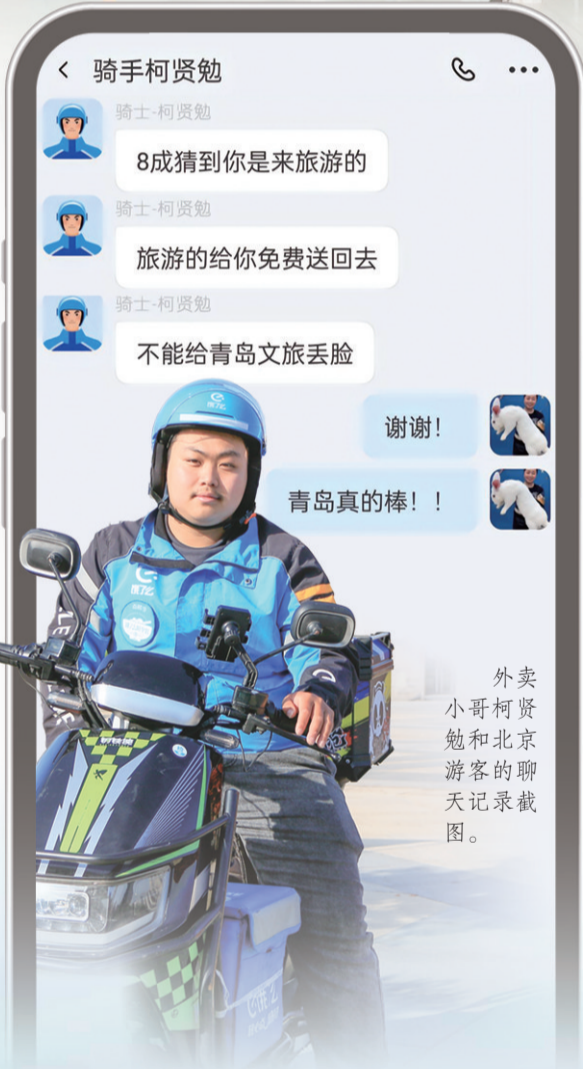 骑手柯贤勉
骑士-柯贤勉
8成猜到你是来旅游的
骑士-柯贤勉
旅游的给你免费送回去
骑士-柯贤勉
不能给青岛文旅丢脸
谢谢！
青岛真的棒！！
外卖
小哥柯贤
勉和北京
游客的聊
天记录截
图。